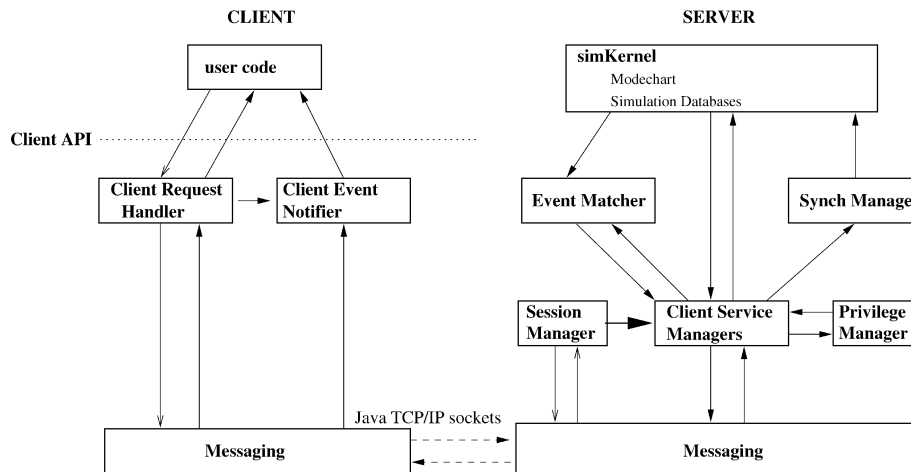 CLIENT
SERVER
user code
simKernel
Modechart
Simulation Databases
Client API
Client Request
Handler
Client Event
Notifier
Event Matcher
Synch Manage
Session
Manager
Client Service
Managers
Privilege
Manager
Java TCP/IP sockets
Messaging
Messaging